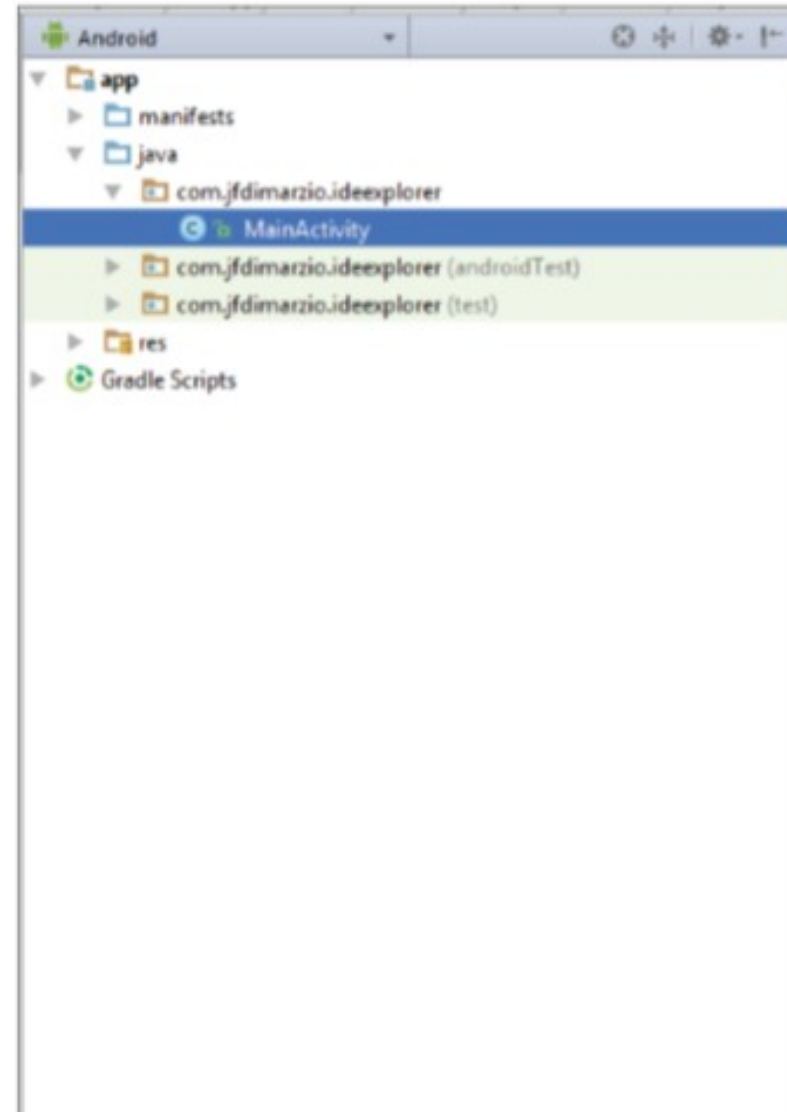 Android
app
manifests
java
com.jfdimarzio.ideexplorer
MainActivity
com.jfdimarzio.ideexplorer (androidTest)
com.jfdimarzio.ideexplorer (test)
res
Gradle Scripts